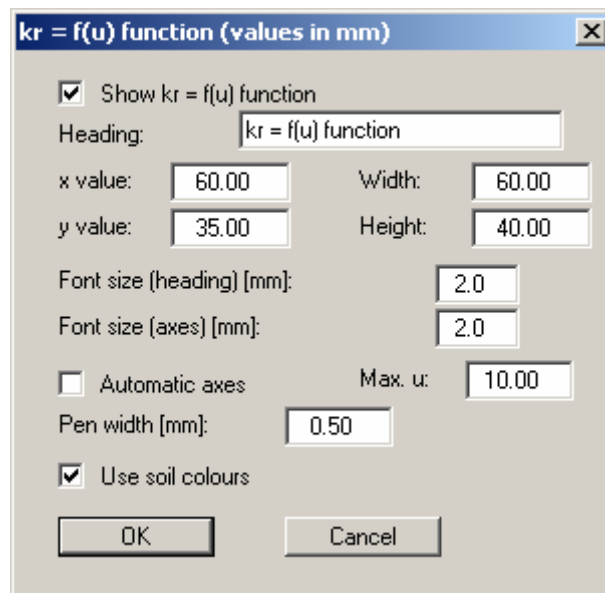 kr = f(u) function (values in mm)
Show kr = f(u) function
Heading: kr = f(u) function
x value: 60.00 Width: 60.00
y value: 35.00 Height: 40.00
Font size (heading) [mm]: 2.0
Font size (axes) [mm]: 2.0
Automatic axes Max. u: 10.00
Pen width [mm]: 0.50
Use soil colours
OK Cancel